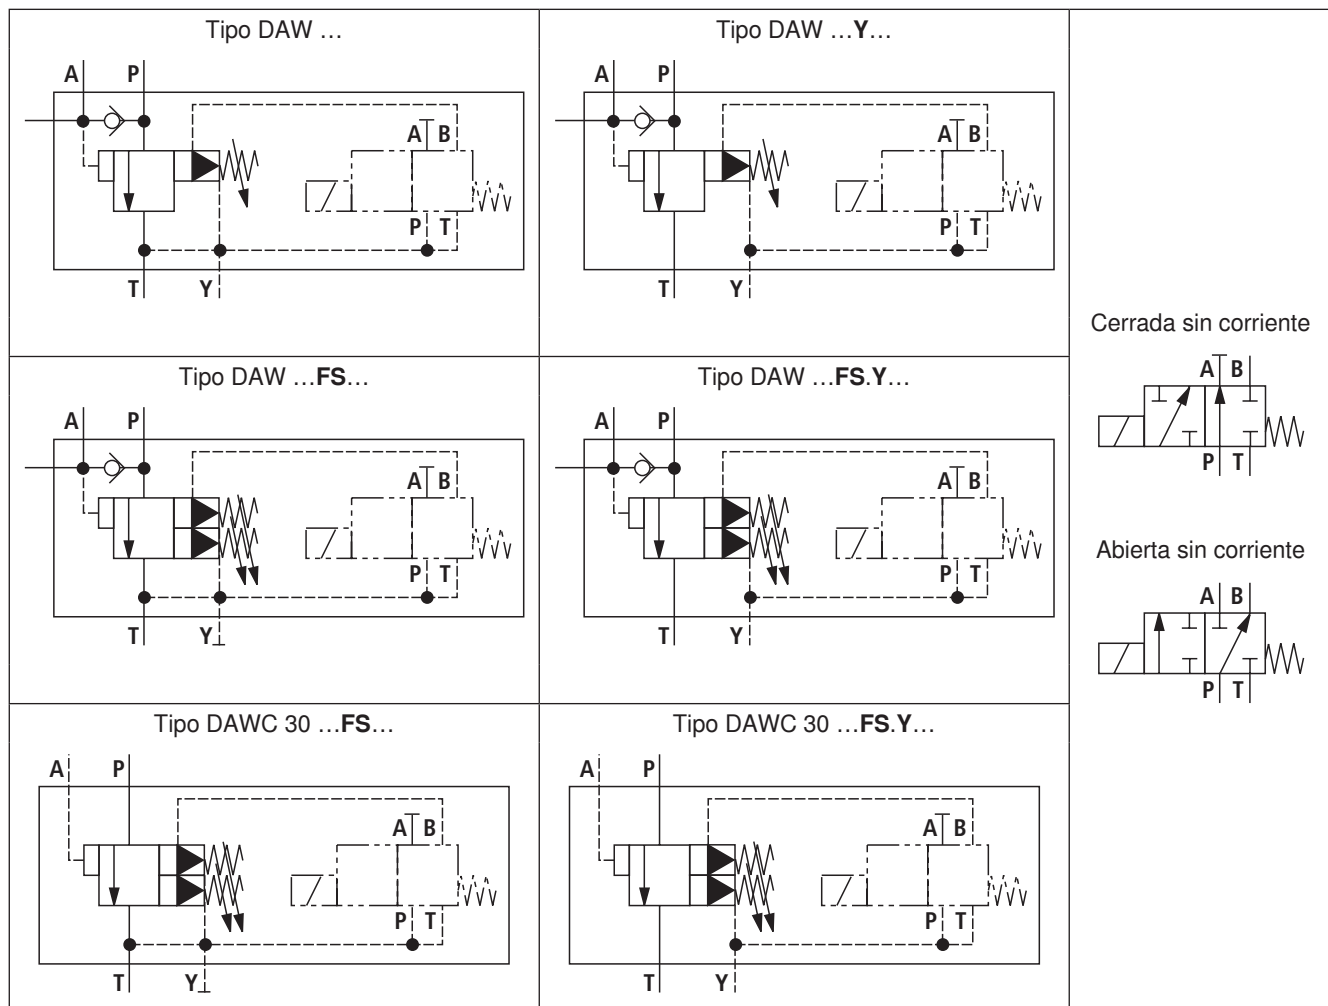 Tipo DAW …
A P
A B
P T
T Y
Tipo DAW …Y…
A P
A B
P T
T Y
Tipo DAW …FS…
A P
A B
P T
T Y
Tipo DAW …FS.Y…
A P
A B
P T
T Y
Tipo DAWC 30 …FS…
A P
A B
P T
T Y
Tipo DAWC 30 …FS.Y…
A P
A B
P T
T Y
Cerrada sin corriente
A B
P T
Abierta sin corriente
A B
P T